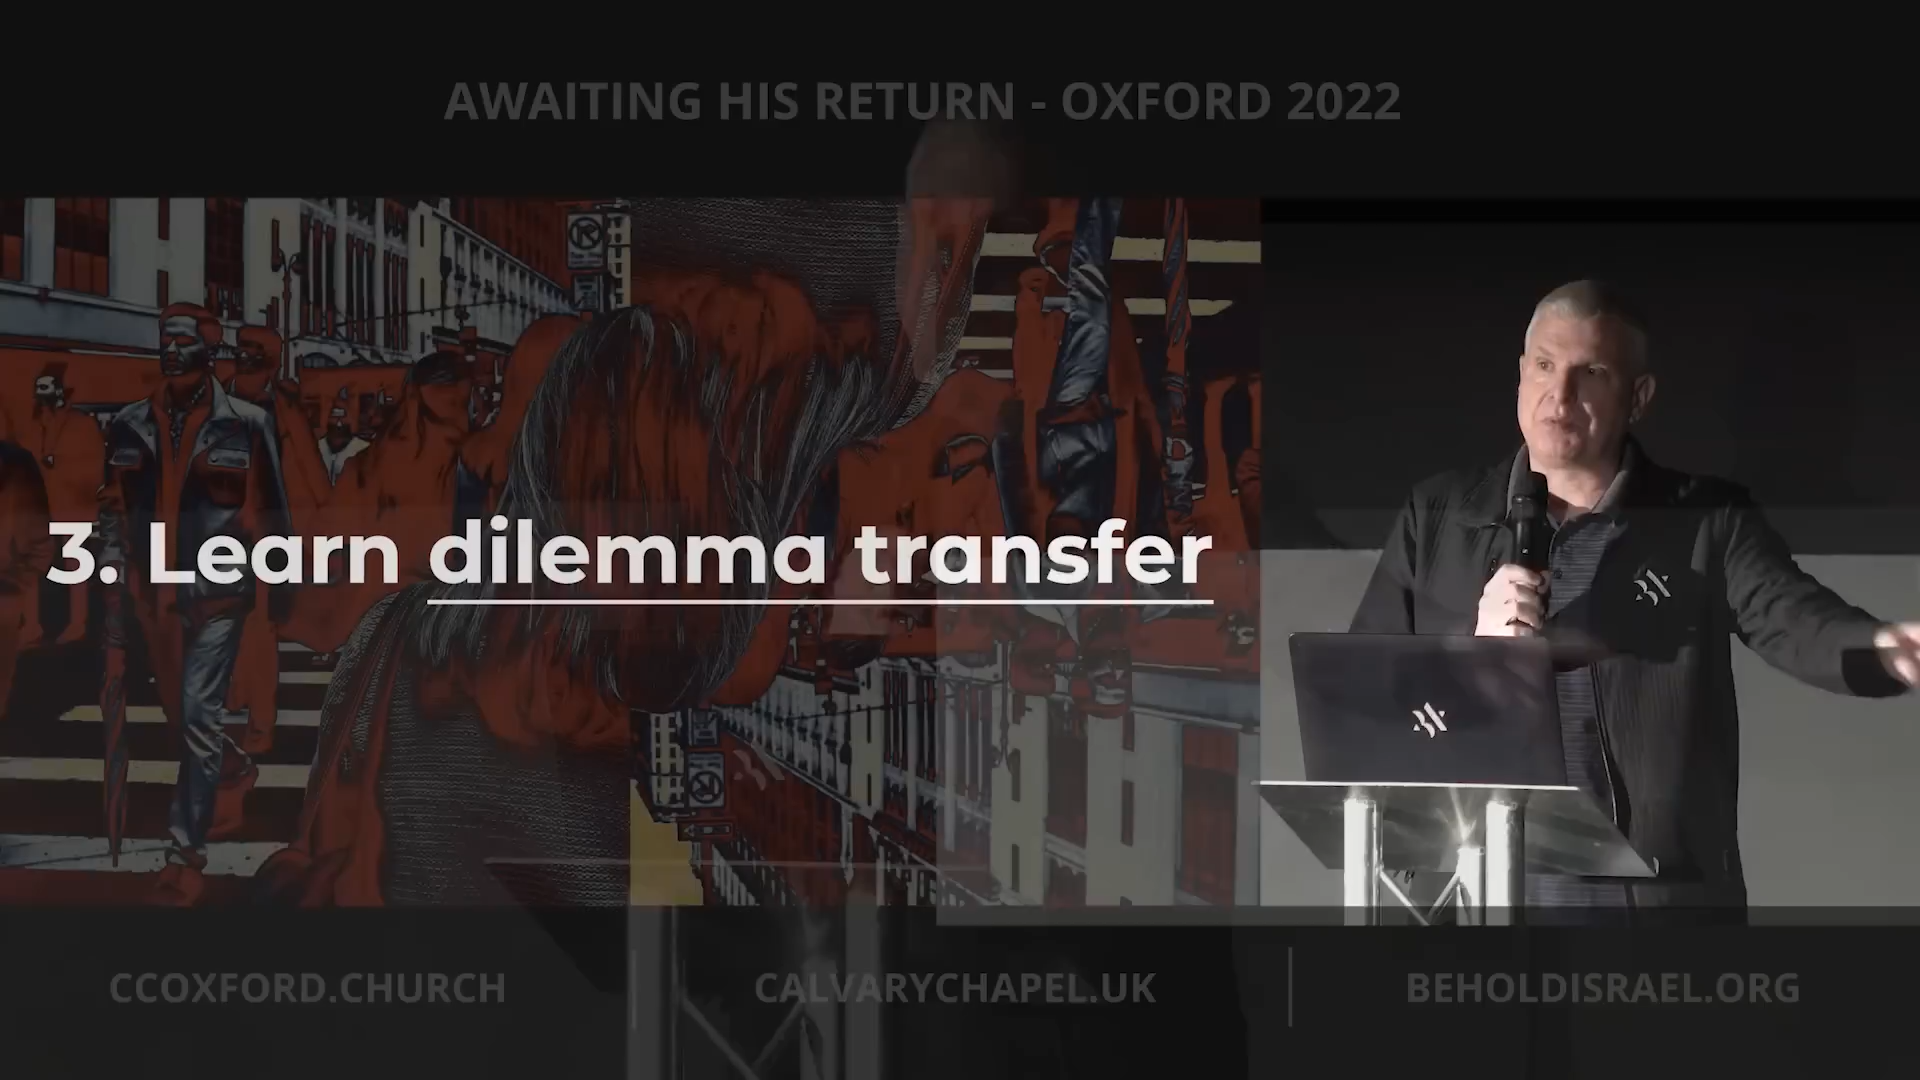 AWAITING HIS RETURN - OXFORD 2022
3. Learn dilemma transfer
CCOXFORD.CHURCH
CALVARYCHAPEL.UK
BEHOLDISRAEL.ORG